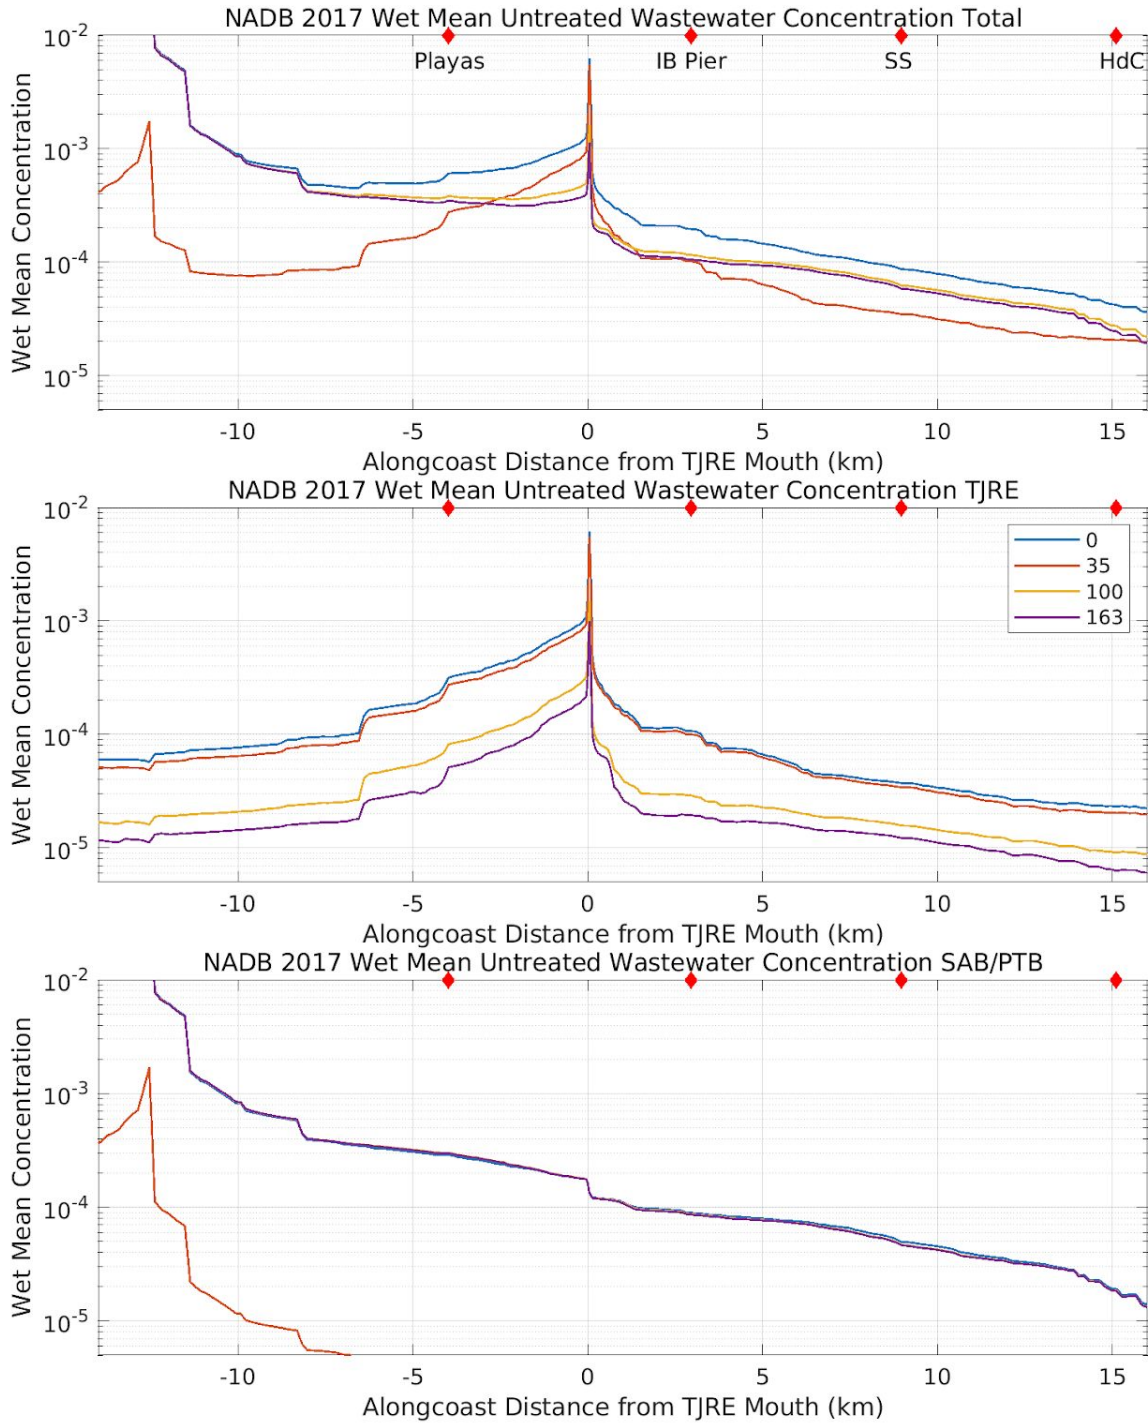 NADB 2017 Wet Mean Untreated Wastewater Concentration Total
Playas IB Pier SS HdC
Wet Mean Concentration
10-2
10-3
10-4
10-5
-10 -5 0 5 10 15
Alongcoast Distance from TJRE Mouth (km)
NADB 2017 Wet Mean Untreated Wastewater Concentration TJRE
0
35
100
163
Wet Mean Concentration
10-2
10-3
10-4
10-5
-10 -5 0 5 10 15
Alongcoast Distance from TJRE Mouth (km)
NADB 2017 Wet Mean Untreated Wastewater Concentration SAB/PTB
Wet Mean Concentration
10-2
10-3
10-4
10-5
-10 -5 0 5 10 15
Alongcoast Distance from TJRE Mouth (km)